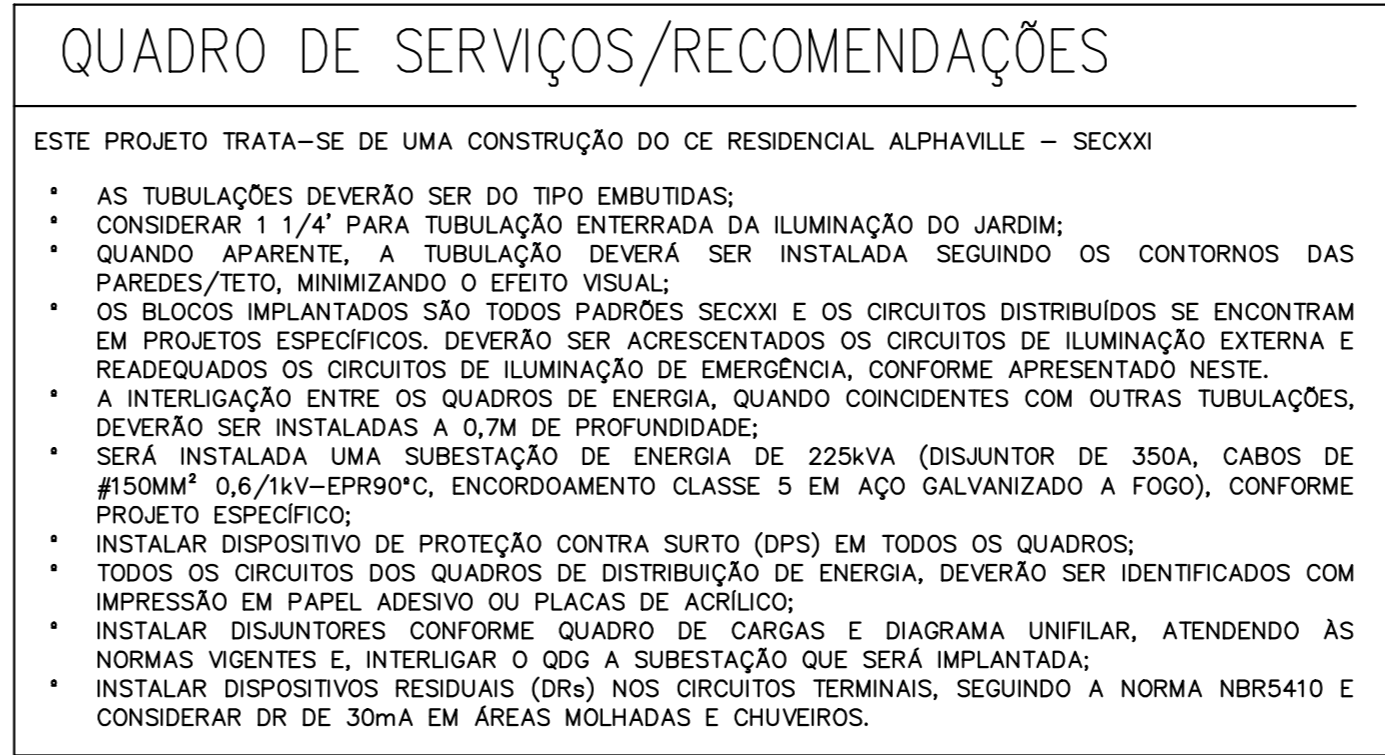 QUADRO DE SERVIÇOS/RECOMENDAÇÕES
ESTE PROJETO TRATA-SE DE UMA CONSTRUÇÃO DO CE RESIDENCIAL ALPHAVILLE – SECXXI
º AS TUBULAÇÕES DEVERÃO SER DO TIPO EMBUTIDAS;
º CONSIDERAR 1 1/4' PARA TUBULAÇÃO ENTERRADA DA ILUMINAÇÃO DO JARDIM;
º QUANDO APARENTE, A TUBULAÇÃO DEVERÁ SER INSTALADA SEGUINDO OS CONTORNOS DAS
PAREDES/TETO, MINIMIZANDO O EFEITO VISUAL;
º OS BLOCOS IMPLANTADOS SÃO TODOS PADRÕES SECXXI E OS CIRCUITOS DISTRIBUÍDOS SE ENCONTRAM
EM PROJETOS ESPECÍFICOS. DEVERÃO SER ACRESCENTADOS OS CIRCUITOS DE ILUMINAÇÃO EXTERNA E
READEQUADOS OS CIRCUITOS DE ILUMINAÇÃO DE EMERGÊNCIA, CONFORME APRESENTADO NESTE.
º A INTERLIGAÇÃO ENTRE OS QUADROS DE ENERGIA, QUANDO COINCIDENTES COM OUTRAS TUBULAÇÕES,
DEVERÃO SER INSTALADAS A 0,7M DE PROFUNDIDADE;
º SERÁ INSTALADA UMA SUBESTAÇÃO DE ENERGIA DE 225kVA (DISJUNTOR DE 350A, CABOS DE
#150MM² 0,6/1kV-EPR90ºC, ENCORDOAMENTO CLASSE 5 EM AÇO GALVANIZADO A FOGO), CONFORME
PROJETO ESPECÍFICO;
º INSTALAR DISPOSITIVO DE PROTEÇÃO CONTRA SURTO (DPS) EM TODOS OS QUADROS;
º TODOS OS CIRCUITOS DOS QUADROS DE DISTRIBUIÇÃO DE ENERGIA, DEVERÃO SER IDENTIFICADOS COM
IMPRESSÃO EM PAPEL ADESIVO OU PLACAS DE ACRÍLICO;
º INSTALAR DISJUNTORES CONFORME QUADRO DE CARGAS E DIAGRAMA UNIFILAR, ATENDENDO ÀS
NORMAS VIGENTES E, INTERLIGAR O QDG A SUBESTAÇÃO QUE SERÁ IMPLANTADA;
º INSTALAR DISPOSITIVOS RESIDUAIS (DRs) NOS CIRCUITOS TERMINAIS, SEGUINDO A NORMA NBR5410 E
CONSIDERAR DR DE 30mA EM ÁREAS MOLHADAS E CHUVEIROS.